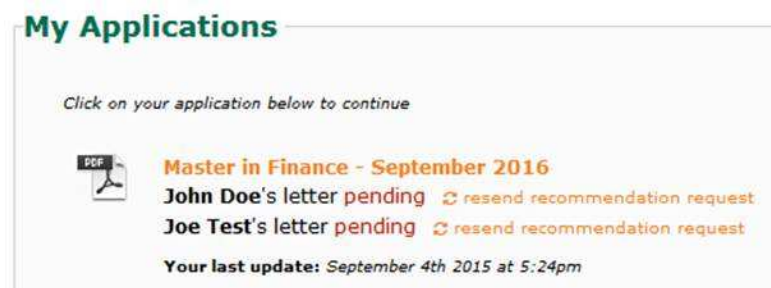 My Applications
Click on your application below to continue
PDF
Master in Finance - September 2016
John Doe's letter pending resend recommendation request
Joe Test's letter pending resend recommendation request
Your last update: September 4th 2015 at 5:24pm